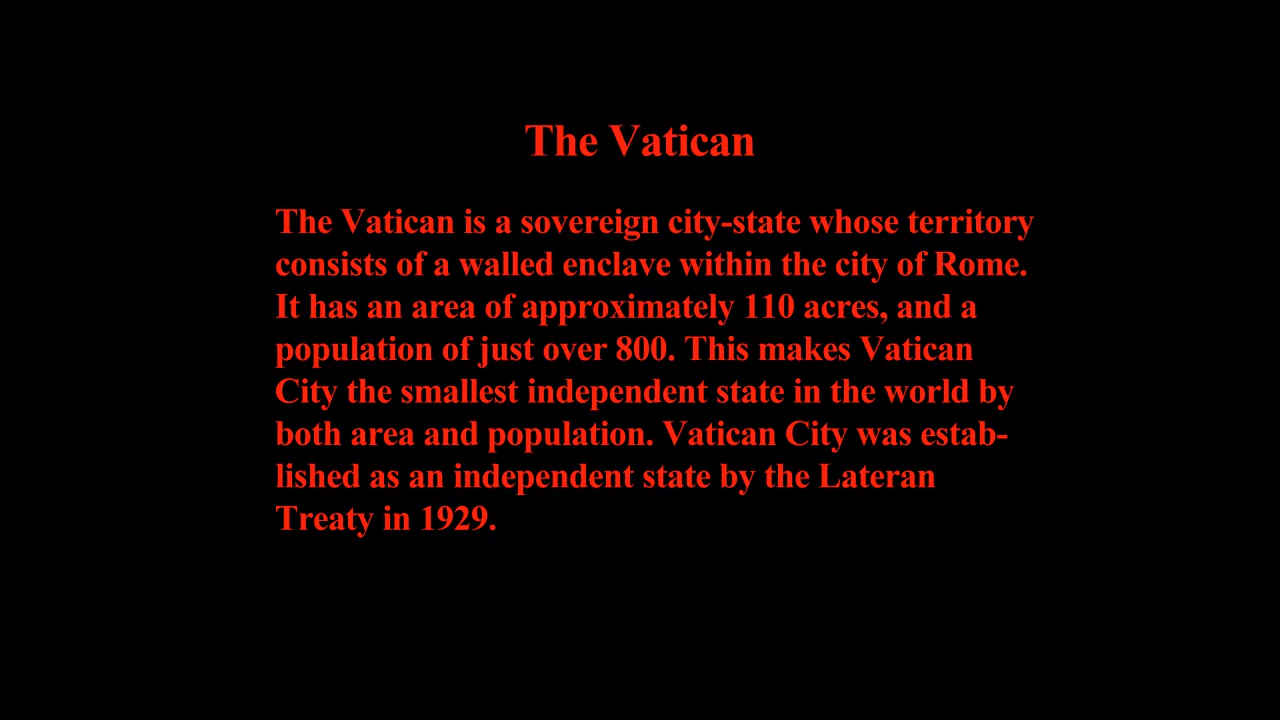 The Vatican
The Vatican is a sovereign city-state whose territory
consists of a walled enclave within the city of Rome.
It has an area of approximately 110 acres, and a
population of just over 800. This makes Vatican
City the smallest independent state in the world by
both area and population. Vatican City was estab-
lished as an independent state by the Lateran
Treaty in 1929.